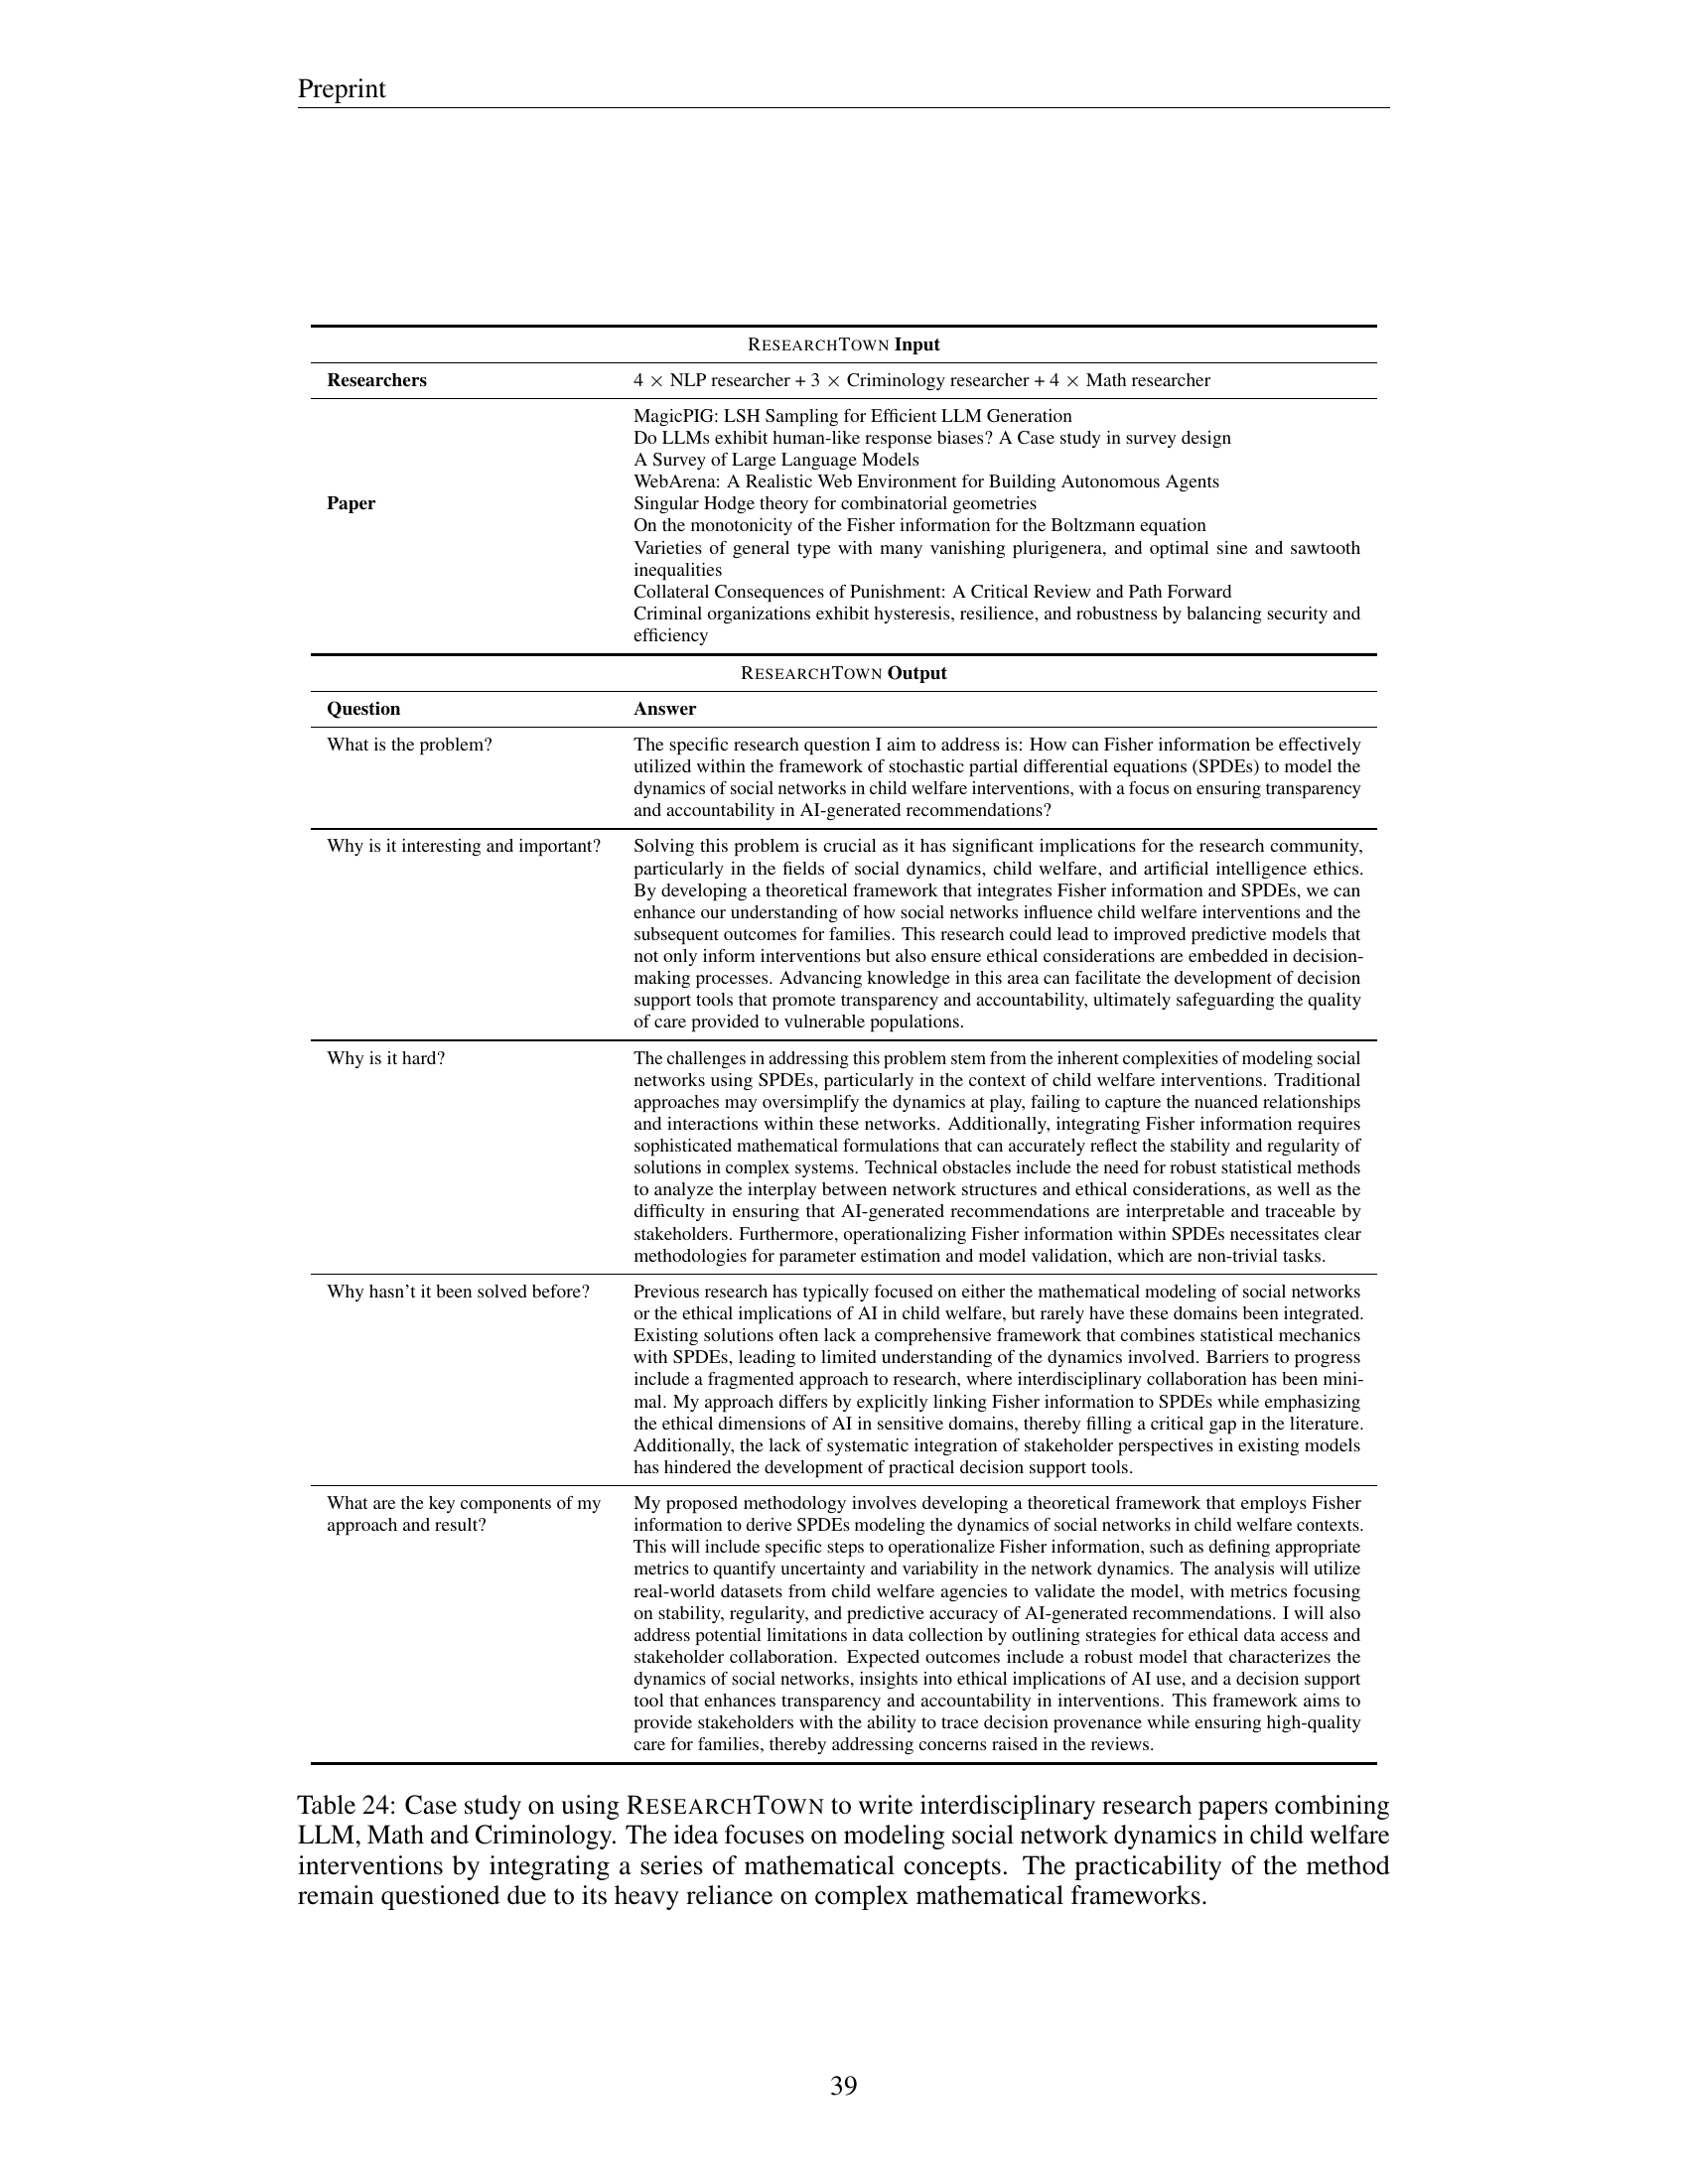 Preprint
RESEARCHTOWN Input
Researchers 4 × NLP researcher + 3 × Criminology researcher + 4 × Math researcher
MagicPIG: LSH Sampling for Efficient LLM Generation
Do LLMs exhibit human-like response biases? A Case study in survey design
A Survey of Large Language Models
WebArena: A Realistic Web Environment for Building Autonomous Agents
Paper Singular Hodge theory for combinatorial geometries
On the monotonicity of the Fisher information for the Boltzmann equation
Varieties of general type with many vanishing plurigenera, and optimal sine and sawtooth
inequalities
Collateral Consequences of Punishment: A Critical Review and Path Forward
Criminal organizations exhibit hysteresis, resilience, and robustness by balancing security and
efficiency
RESEARCHTOWN Output
Question Answer
What is the problem? The specific research question I aim to address is: How can Fisher information be effectively
utilized within the framework of stochastic partial differential equations (SPDEs) to model the
dynamics of social networks in child welfare interventions, with a focus on ensuring transparency
and accountability in AI-generated recommendations?
Why is it interesting and important? Solving this problem is crucial as it has significant implications for the research community,
particularly in the fields of social dynamics, child welfare, and artificial intelligence ethics.
By developing a theoretical framework that integrates Fisher information and SPDEs, we can
enhance our understanding of how social networks influence child welfare interventions and the
subsequent outcomes for families. This research could lead to improved predictive models that
not only inform interventions but also ensure ethical considerations are embedded in decision-
making processes. Advancing knowledge in this area can facilitate the development of decision
support tools that promote transparency and accountability, ultimately safeguarding the quality
of care provided to vulnerable populations.
Why is it hard? The challenges in addressing this problem stem from the inherent complexities of modeling social
networks using SPDEs, particularly in the context of child welfare interventions. Traditional
approaches may oversimplify the dynamics at play, failing to capture the nuanced relationships
and interactions within these networks. Additionally, integrating Fisher information requires
sophisticated mathematical formulations that can accurately reflect the stability and regularity of
solutions in complex systems. Technical obstacles include the need for robust statistical methods
to analyze the interplay between network structures and ethical considerations, as well as the
difficulty in ensuring that AI-generated recommendations are interpretable and traceable by
stakeholders. Furthermore, operationalizing Fisher information within SPDEs necessitates clear
methodologies for parameter estimation and model validation, which are non-trivial tasks.
Why hasn't it been solved before? Previous research has typically focused on either the mathematical modeling of social networks
or the ethical implications of AI in child welfare, but rarely have these domains been integrated.
Existing solutions often lack a comprehensive framework that combines statistical mechanics
with SPDEs, leading to limited understanding of the dynamics involved. Barriers to progress
include a fragmented approach to research, where interdisciplinary collaboration has been mini-
mal. My approach differs by explicitly linking Fisher information to SPDEs while emphasizing
the ethical dimensions of AI in sensitive domains, thereby filling a critical gap in the literature.
Additionally, the lack of systematic integration of stakeholder perspectives in existing models
has hindered the development of practical decision support tools.
What are the key components of my My proposed methodology involves developing a theoretical framework that employs Fisher
approach and result? information to derive SPDEs modeling the dynamics of social networks in child welfare contexts.
This will include specific steps to operationalize Fisher information, such as defining appropriate
metrics to quantify uncertainty and variability in the network dynamics. The analysis will utilize
real-world datasets from child welfare agencies to validate the model, with metrics focusing
on stability, regularity, and predictive accuracy of AI-generated recommendations. I will also
address potential limitations in data collection by outlining strategies for ethical data access and
stakeholder collaboration. Expected outcomes include a robust model that characterizes the
dynamics of social networks, insights into ethical implications of AI use, and a decision support
tool that enhances transparency and accountability in interventions. This framework aims to
provide stakeholders with the ability to trace decision provenance while ensuring high-quality
care for families, thereby addressing concerns raised in the reviews.
Table 24: Case study on using RESEARCHTOWN to write interdisciplinary research papers combining
LLM, Math and Criminology. The idea focuses on modeling social network dynamics in child welfare
interventions by integrating a series of mathematical concepts. The practicability of the method
remain questioned due to its heavy reliance on complex mathematical frameworks.
39